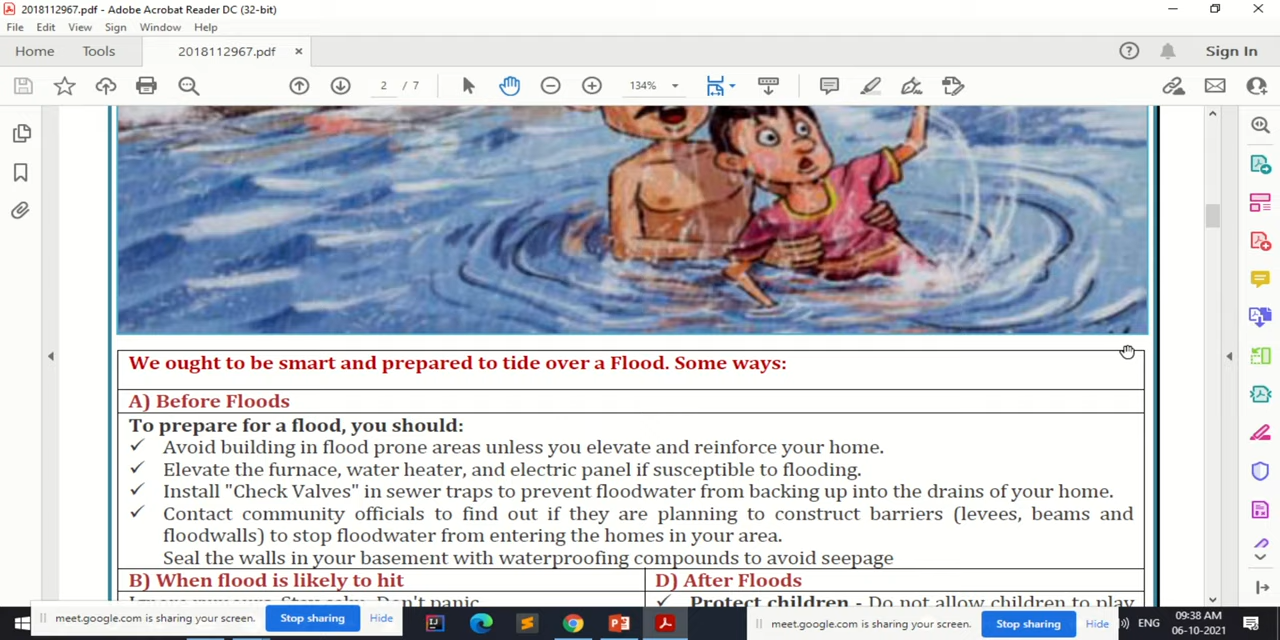 2018112967.pdf - Adobe Acrobat Reader DC (32-bit)
File Edit View Sign Window Help
Home Tools 2018112967.pdf × Sign In
2 / 7 134%
We ought to be smart and prepared to tide over a Flood. Some ways:
A) Before Floods
To prepare for a flood, you should:
✓ Avoid building in flood prone areas unless you elevate and reinforce your home.
✓ Elevate the furnace, water heater, and electric panel if susceptible to flooding.
✓ Install "Check Valves" in sewer traps to prevent floodwater from backing up into the drains of your home.
✓ Contact community officials to find out if they are planning to construct barriers (levees, beams and
floodwalls) to stop floodwater from entering the homes in your area.
Seal the walls in your basement with waterproofing compounds to avoid seepage
B) When flood is likely to hit
D) After Floods
Ignore rumours, Stay calm, Don't panic
✓ Protect children - Do not allow children to play
meet.google.com is sharing your screen. Stop sharing Hide
meet.google.com is sharing your screen. Stop sharing Hide
ENG
09:38 AM
06-10-2021